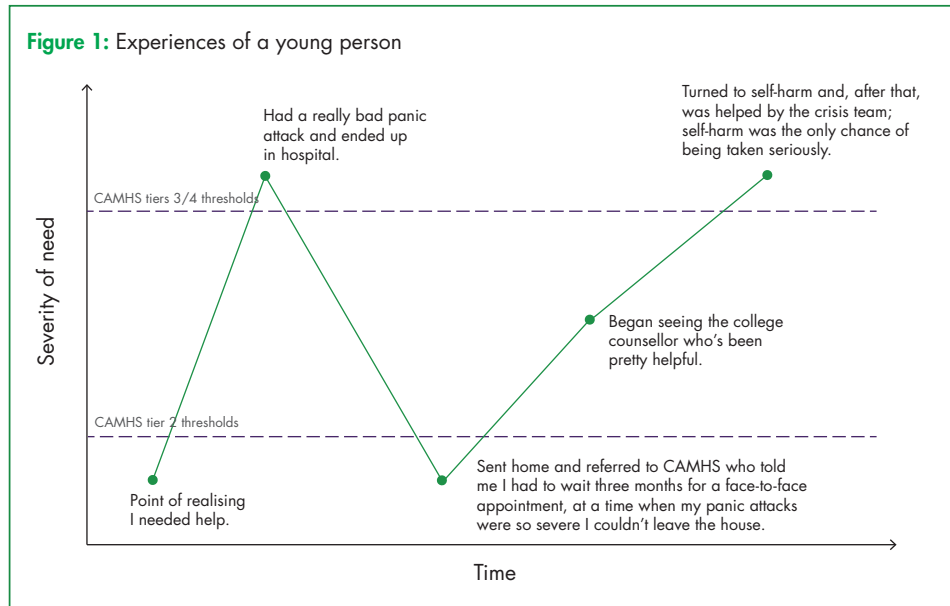 Figure 1: Experiences of a young person
Had a really bad panic
attack and ended up
in hospital.
Turned to self-harm and, after that,
was helped by the crisis team;
self-harm was the only chance of
being taken seriously.
CAMHS tiers 3/4 thresholds
Severity of need
Began seeing the college
counsellor who's been
pretty helpful.
CAMHS tier 2 thresholds
Point of realising
I needed help.
Sent home and referred to CAMHS who told
me I had to wait three months for a face-to-face
appointment, at a time when my panic attacks
were so severe I couldn't leave the house.
Time